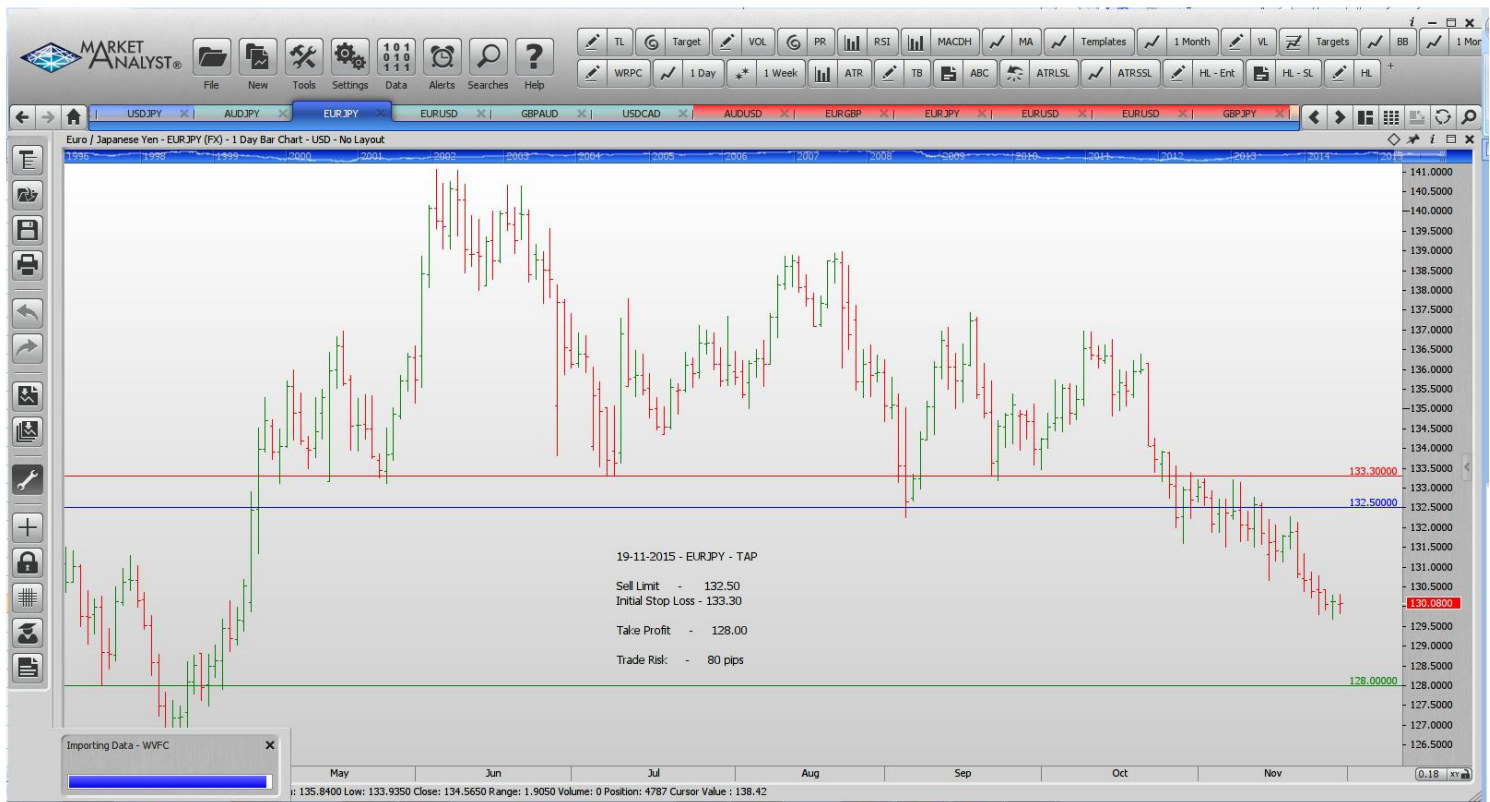 i
MARKET ANALYST®
File New Tools Settings Data Alerts Searches Help
TL Target VOL PR RSI MACDH MA Templates 1 Month VL Targets BB 1 Mor
WRPC 1 Day 1 Week ATR TB ABC ATRLSL ATRSSL HL - Ent HL - SL HL +
USDJPY AUDJPY EURJPY EURUSD GBPAUD USDCAD AUDUSD EURGBP EURJPY EURUSD EURUSD GBPJPY
Euro / Japanese Yen - EURJPY (FX) - 1 Day Bar Chart - USD - No Layout
1996 1998 1999 2000 2001 2002 2003 2004 2005 2006 2007 2008 2009 2010 2011 2012 2013 2014 2015
141.0000
140.5000
140.0000
139.5000
139.0000
138.5000
138.0000
137.5000
137.0000
136.5000
136.0000
135.5000
135.0000
134.5000
134.0000
133.5000
133.30000
133.0000
132.50000
132.5000
132.0000
131.5000
131.0000
130.5000
130.0800
129.5000
129.0000
128.5000
128.00000
128.0000
127.5000
127.0000
126.5000
19-11-2015 - EURJPY - TAP
Sell Limit - 132.50
Initial Stop Loss - 133.30
Take Profit - 128.00
Trade Risk - 80 pips
Importing Data - WVFC
May Jun Jul Aug Sep Oct Nov
0.18 XY
: 135.8400 Low: 133.9350 Close: 134.5650 Range: 1.9050 Volume: 0 Position: 4787 Cursor Value : 138.42